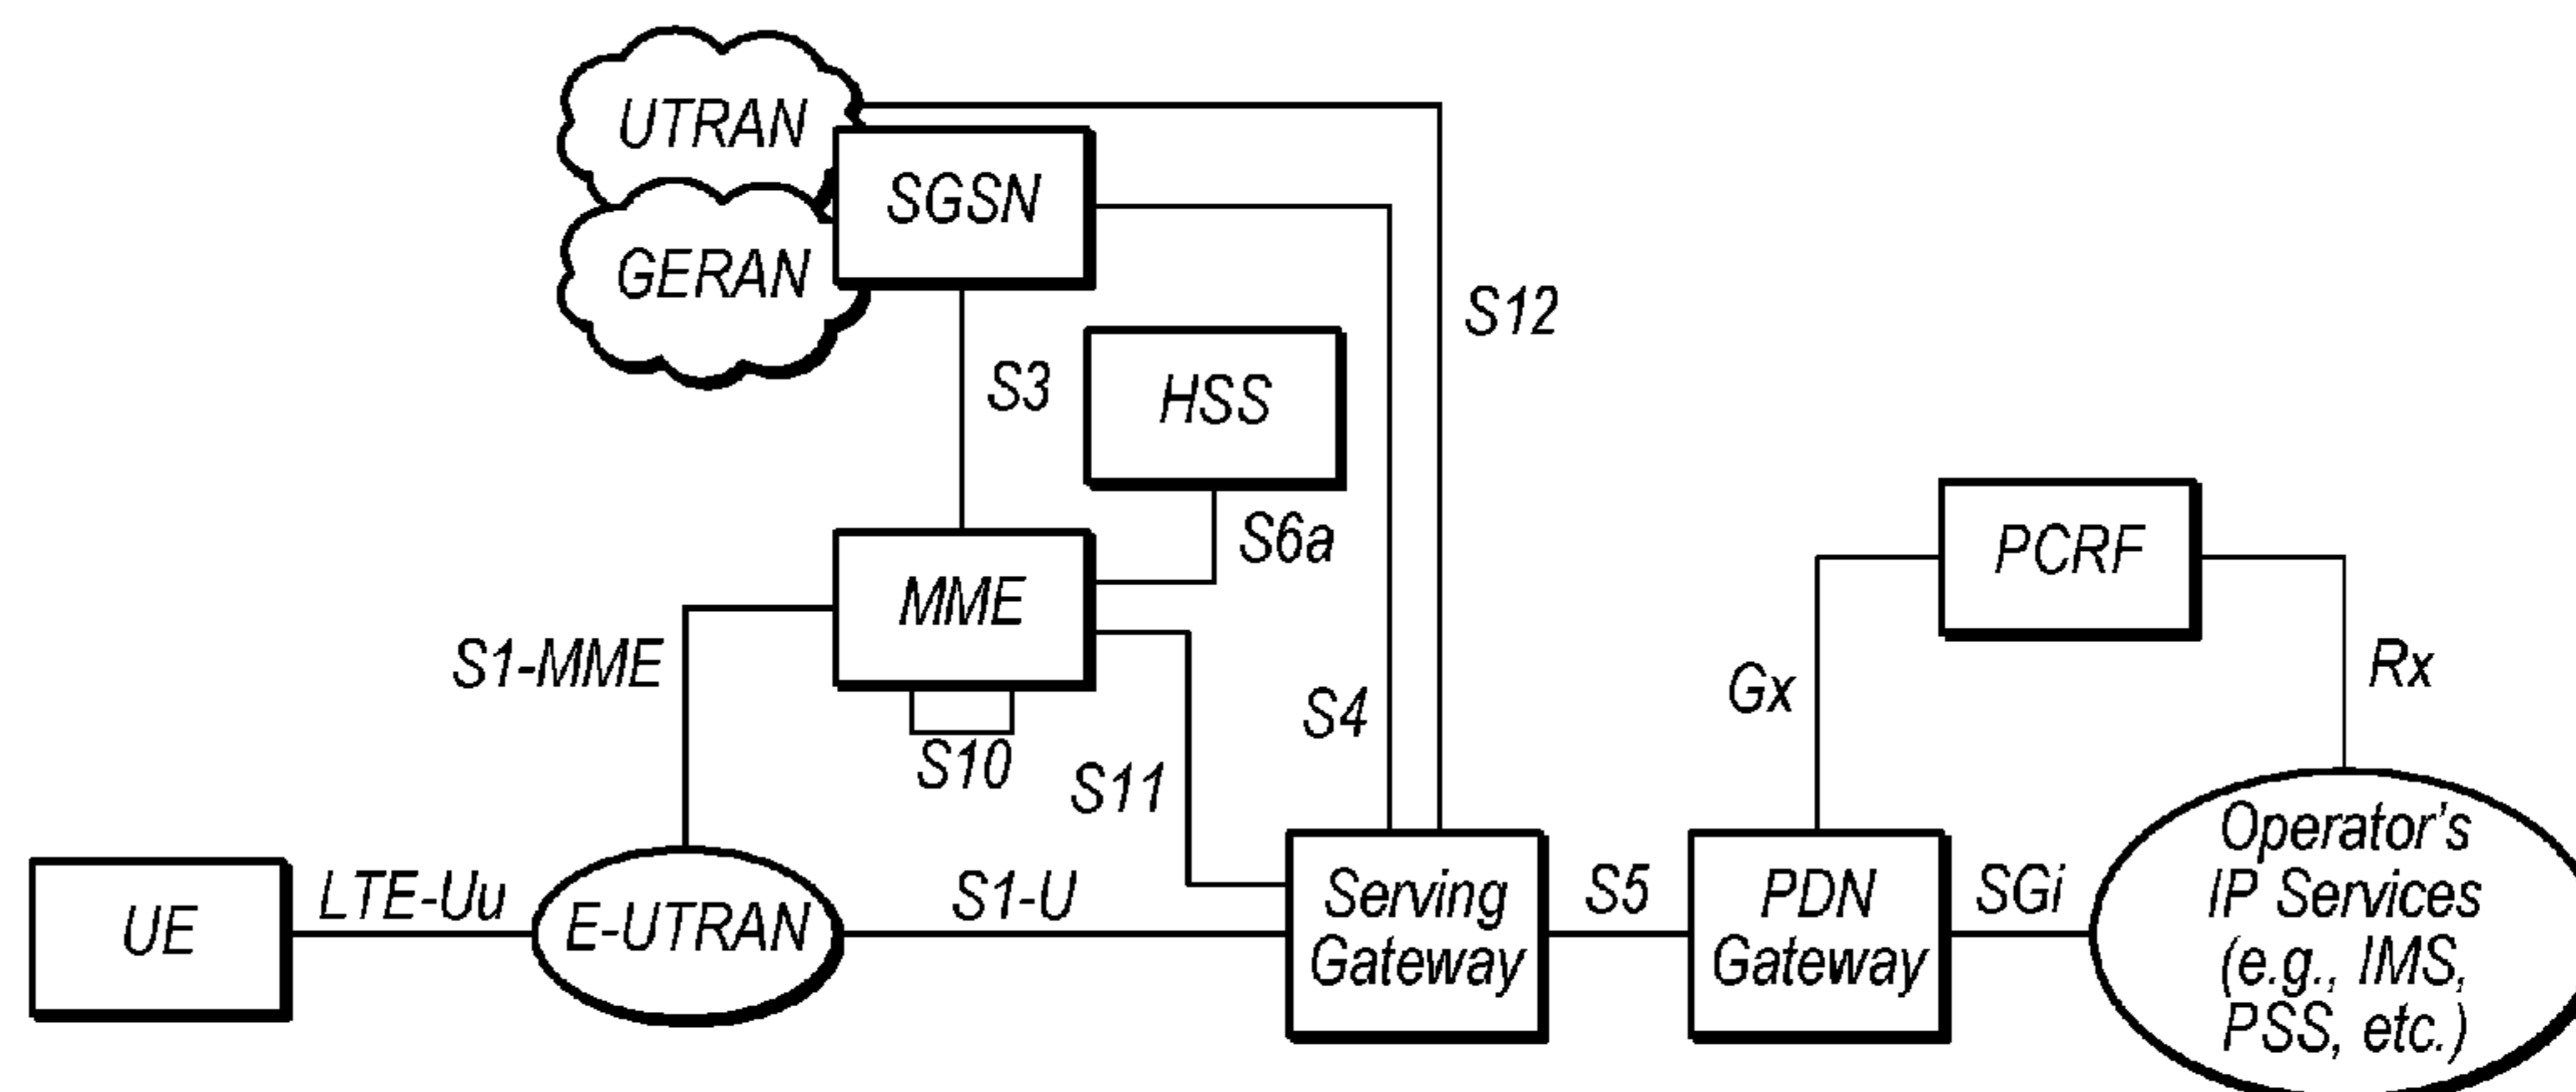 UTRAN
SGSN
GERAN
S12
S3
HSS
S6a
PCRF
MME
S1-MME
Rx
Gx
S4
S10
S11
Operator's
IP Services
(e.g., IMS,
PSS, etc.)
UE
LTE-Uu
E-UTRAN
S1-U
Serving
Gateway
S5
PDN
Gateway
SGi